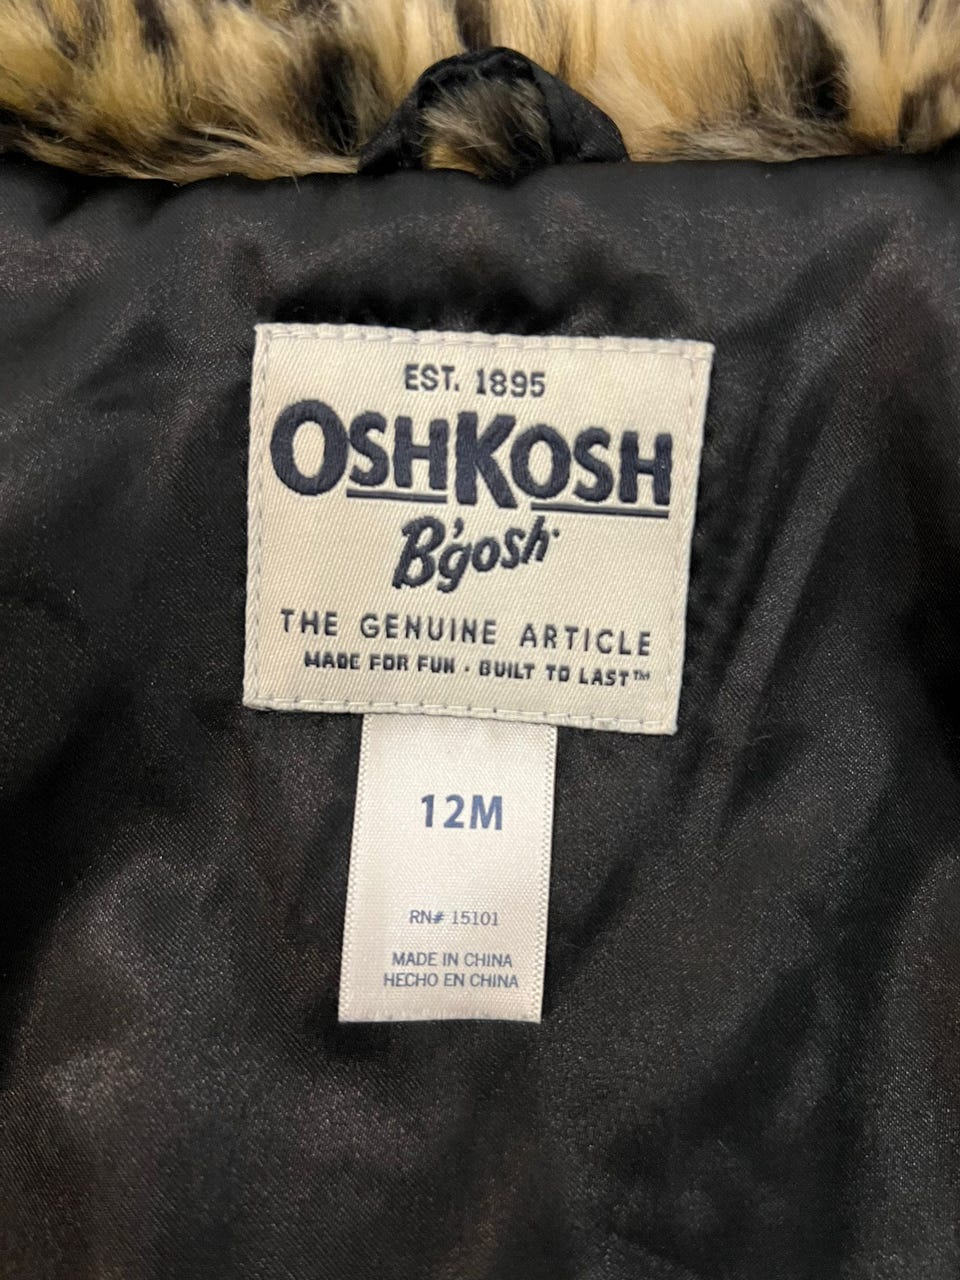 EST. 1895
OSHKOSH
B'gosh
THE GENUINE ARTICLE
MADE FOR FUN · BUILT TO LAST™
12M
RN# 15101
MADE IN CHINA
HECHO EN CHINA